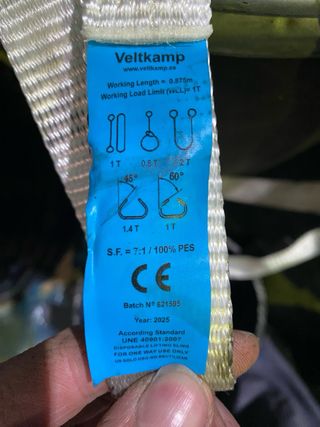 Veltkamp
www.veltkamp.es
Working Length = 0.875m
Working Load Limit (WLL)= 1T
1 T 0.8 T 2 T
45° 60°
1.4 T 1 T
S.F. = 7:1 / 100% PES
CE
Batch Nº 621595
Year: 2025
According Standard
UNE 40901:2007
DISPOSABLE LIFTING SLING
FOR ONE WAY USE ONLY